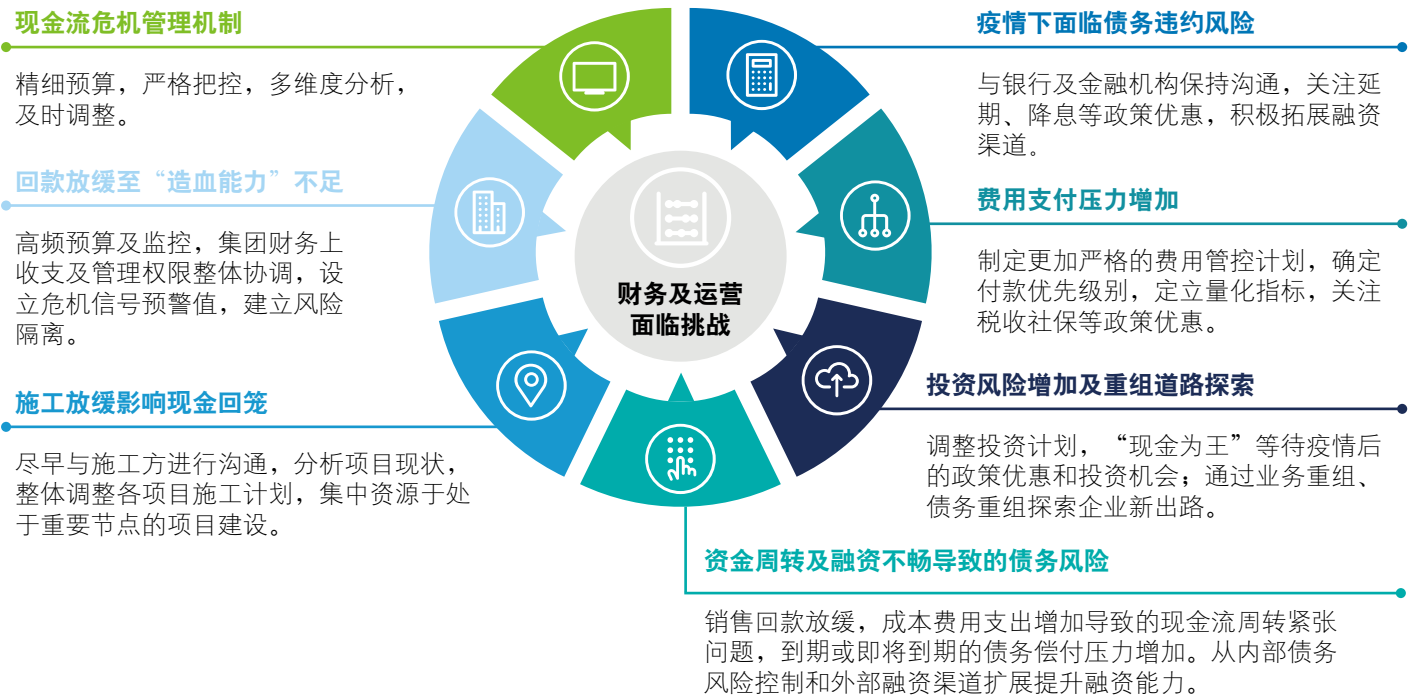 现金流危机管理机制
精细预算，严格把控，多维度分析，
及时调整。
回款放缓至“造血能力”不足
高频预算及监控，集团财务上
收支及管理权限整体协调，设
立危机信号预警值，建立风险
隔离。
施工放缓影响现金回笼
尽早与施工方进行沟通，分析项目现状，
整体调整各项目施工计划，集中资源于处
于重要节点的项目建设。
财务及运营
面临挑战
疫情下面临债务违约风险
与银行及金融机构保持沟通，关注延
期、降息等政策优惠，积极拓展融资
渠道。
费用支付压力增加
制定更加严格的费用管控计划，确定
付款优先级别，定立量化指标，关注
税收社保等政策优惠。
投资风险增加及重组道路探索
调整投资计划，“现金为王”等待疫情后
的政策优惠和投资机会；通过业务重组、
债务重组探索企业新出路。
资金周转及融资不畅导致的债务风险
销售回款放缓，成本费用支出增加导致的现金流周转紧张
问题，到期或即将到期的债务偿付压力增加。从内部债务
风险控制和外部融资渠道扩展提升融资能力。